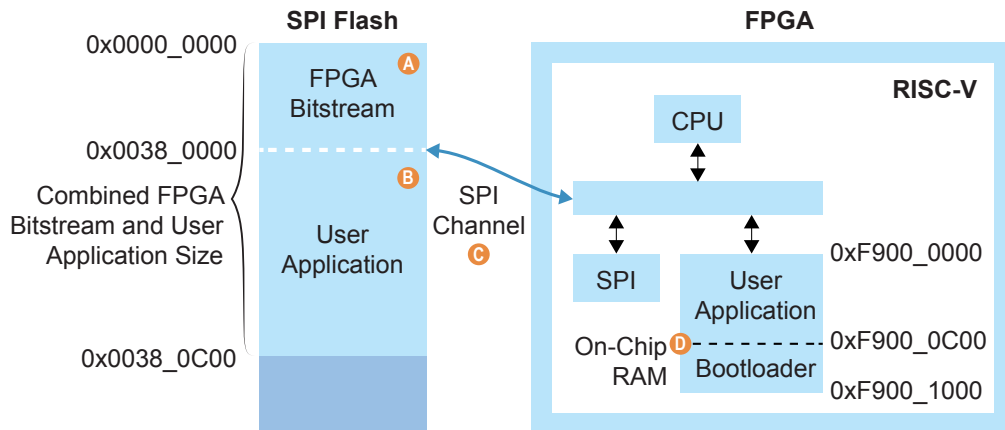 SPI Flash
FPGA
0x0000_0000
A
FPGA
Bitstream
0x0038_0000
Combined FPGA
Bitstream and User
Application Size
B
User
Application
0x0038_0C00
SPI
Channel
C
RISC-V
CPU
SPI
User
Application
0xF900_0000
On-Chip
RAM
D
0xF900_0C00
Bootloader
0xF900_1000